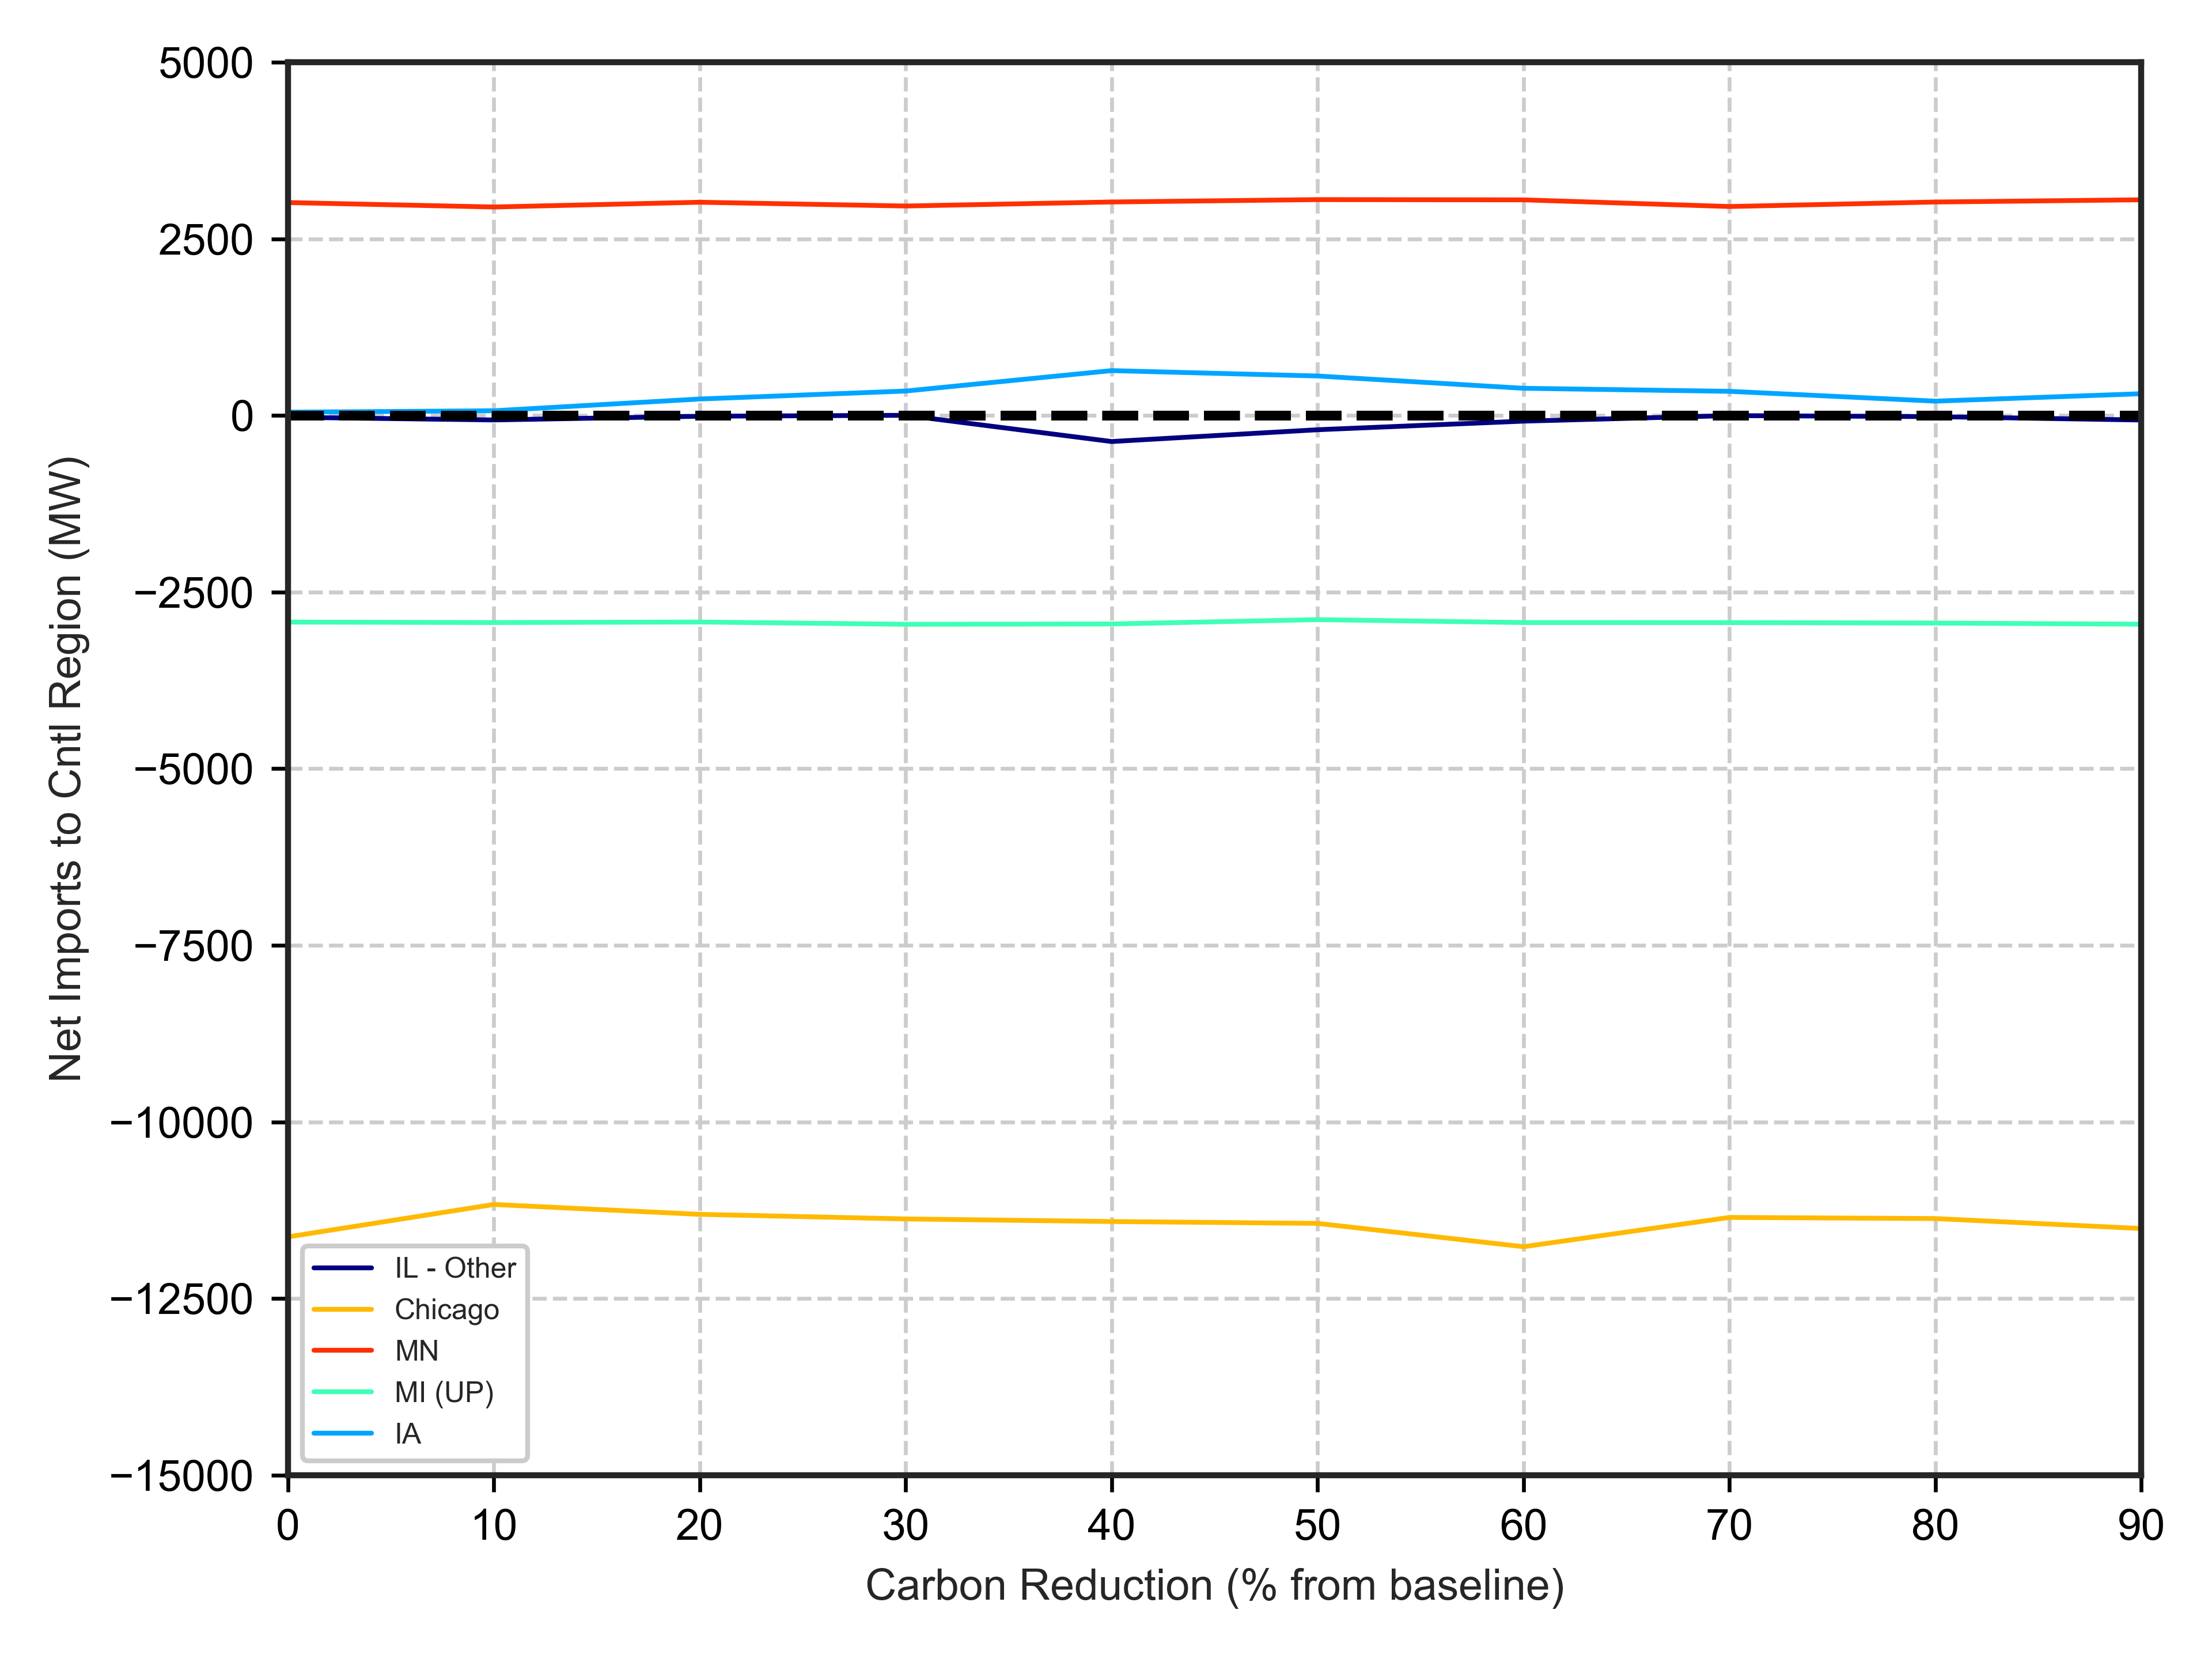 5000
2500
0
−2500
−5000
−7500
−10000
−12500
−15000
Net Imports to Cntl Region (MW)
IL - Other
Chicago
MN
MI (UP)
IA
0 10 20 30 40 50 60 70 80 90
Carbon Reduction (% from baseline)